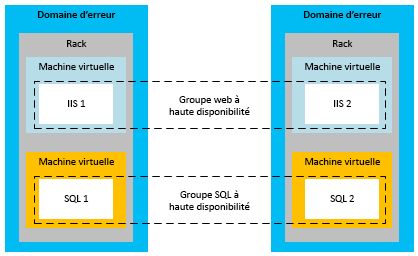 Domaine d'erreur
Rack
Machine virtuelle
IIS 1
Machine virtuelle
SQL 1
Groupe web à
haute disponibilité
Groupe SQL à
haute disponibilité
Domaine d'erreur
Rack
Machine virtuelle
IIS 2
Machine virtuelle
SQL 2